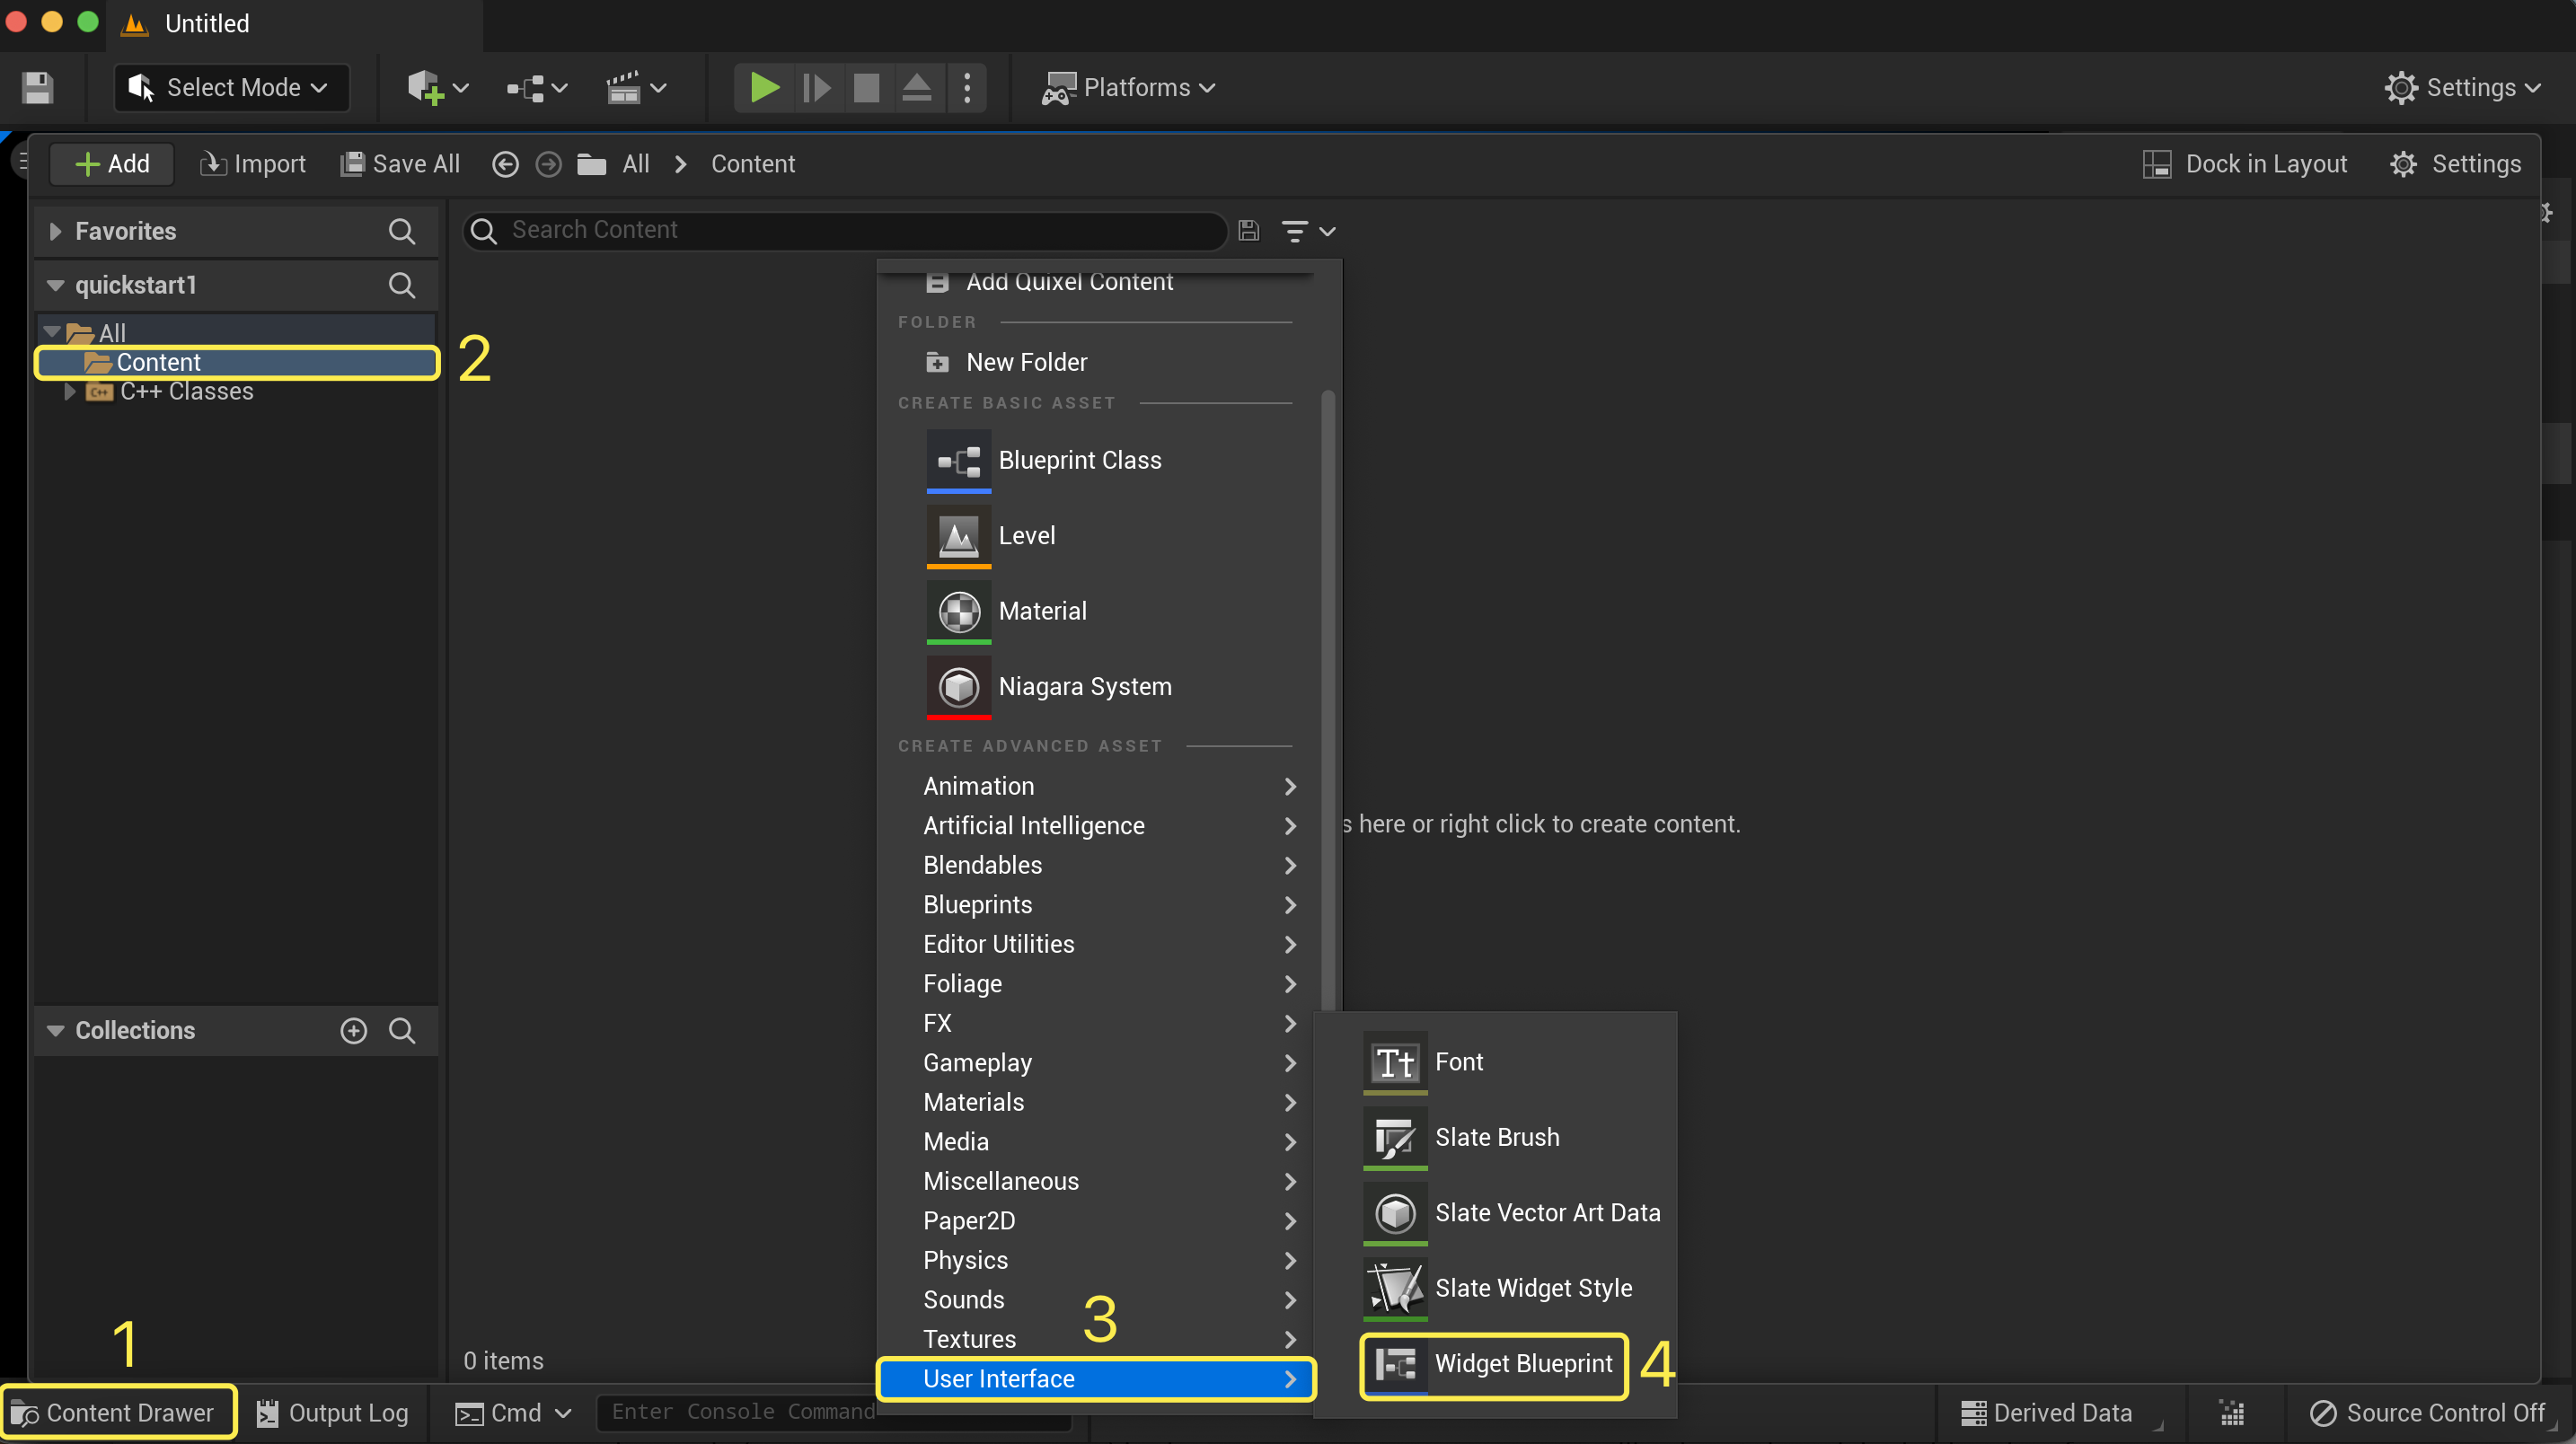 Untitled
Select Mode
Platforms
Settings
Add
Import
Save All
All
Content
Dock in Layout
Settings
Favorites
Search Content
quickstart1
All
Content
2
C++ Classes
Add Quixel Content
FOLDER
New Folder
CREATE BASIC ASSET
Blueprint Class
Level
Material
Niagara System
CREATE ADVANCED ASSET
Animation
Artificial Intelligence
s here or right click to create content.
Blendables
Blueprints
Editor Utilities
Foliage
FX
Gameplay
Materials
Media
Miscellaneous
Paper2D
Physics
Sounds
3
Textures
User Interface
Collections
Font
Slate Brush
Slate Vector Art Data
Slate Widget Style
Widget Blueprint
4
1
0 items
Content Drawer
Output Log
Cmd
Enter Console Command
Derived Data
Source Control Off